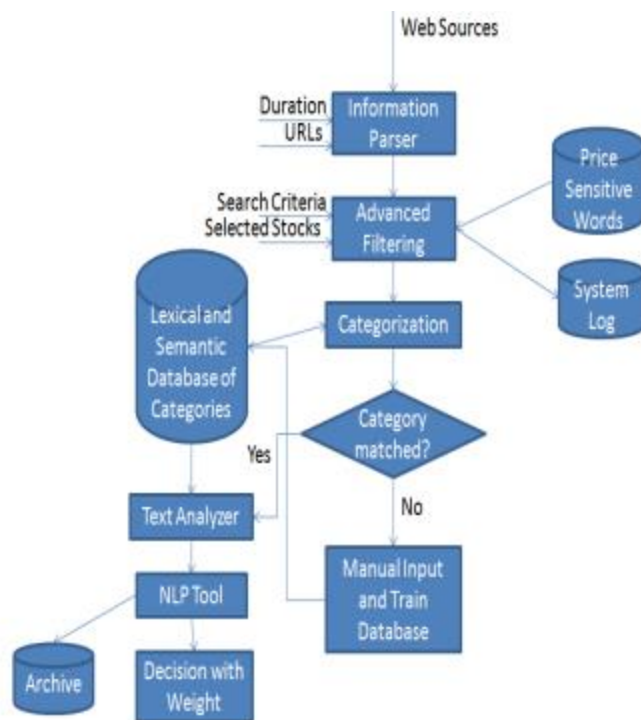 Web Sources
Duration
URLs
Information
Parser
Price
Sensitive
Words
Search Criteria
Selected Stocks
Advanced
Filtering
System
Log
Lexical and
Semantic
Database of
Categories
Categorization
Category
matched?
Yes
No
Text Analyzer
Manual Input
and Train
Database
NLP Tool
Archive
Decision with
Weight